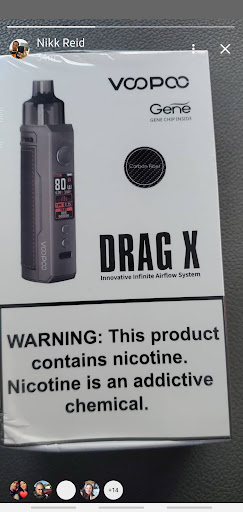 Nikk Reid
VOOPOO
Gene
GENE CHIP INSIDE
Carbon Fiber
80
VOOPOO
DRAG X
Innovative Infinite Airflow System
WARNING: This product
contains nicotine.
Nicotine is an addictive
chemical.
+14